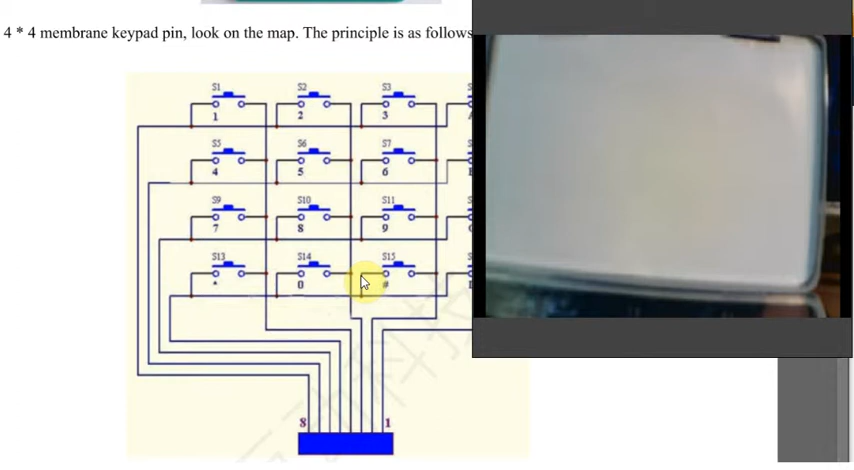 4 * 4 membrane keypad pin, look on the map. The principle is as follows
S1 S2 S3
1 2 3
S5 S6 S7
4 5 6
S9 S10 S11
7 8 9
S13 S14 S15
* 0 #
8 1